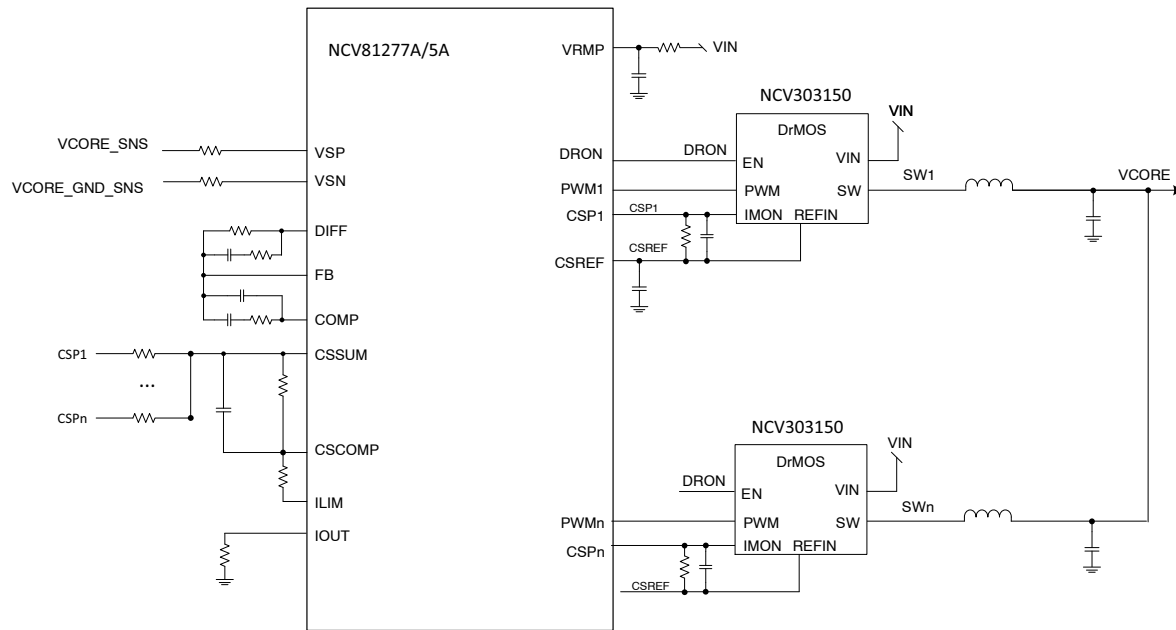 NCV81277A/5A
VRMP
VIN
NCV303150
DrMOS
VIN
VCORE_SNS
VSP
DRON
DRON
EN
VIN
VCORE_GND_SNS
VSN
PWM1
PWM
SW
SW1
VCORE
CSP1
CSP1
IMON
REFIN
DIFF
CSREF
CSREF
FB
COMP
CSP1
CSSUM
...
CSPn
NCV303150
CSCOMP
DrMOS
VIN
DRON
EN
VIN
ILIM
SWn
PWMn
PWM
SW
IOUT
CSPn
IMON
REFIN
CSREF